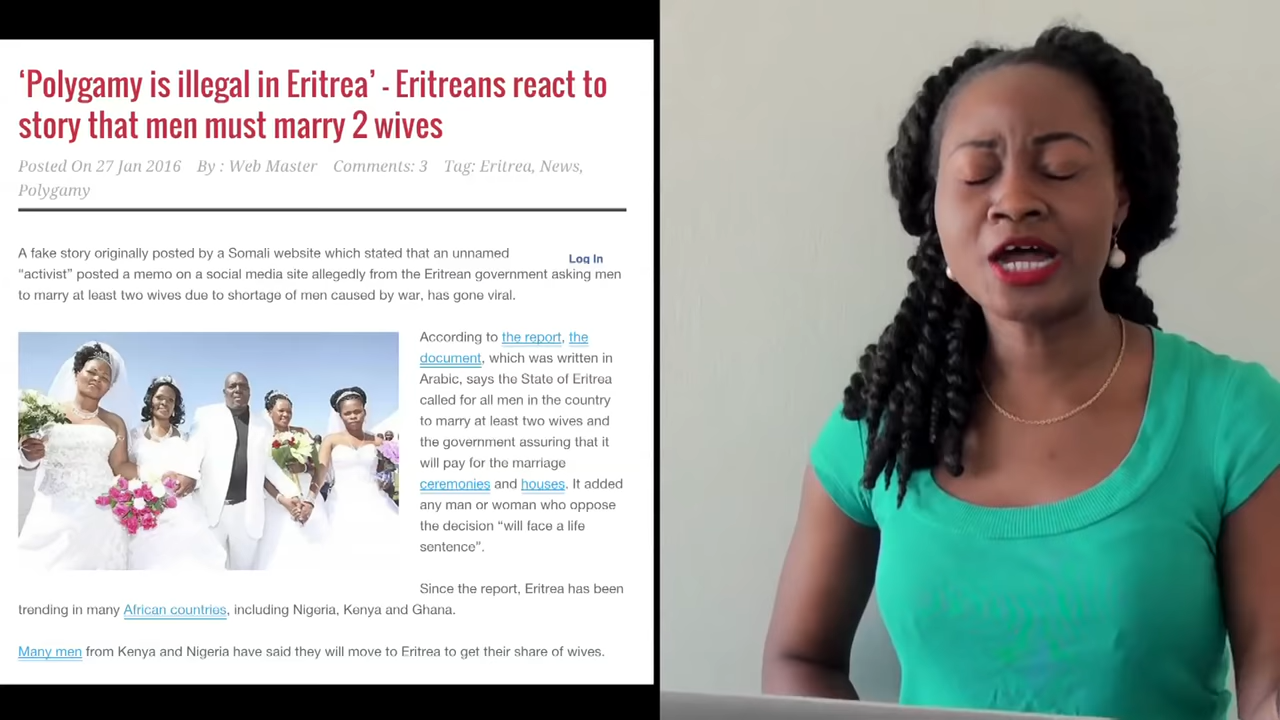 ‘Polygamy is illegal in Eritrea’ - Eritreans react to
story that men must marry 2 wives
Posted On 27 Jan 2016 By : Web Master Comments: 3 Tag: Eritrea, News,
Polygamy
A fake story originally posted by a Somali website which stated that an unnamed
Log In
“activist” posted a memo on a social media site allegedly from the Eritrean government asking men
to marry at least two wives due to shortage of men caused by war, has gone viral.
According to the report, the
document, which was written in
Arabic, says the State of Eritrea
called for all men in the country
to marry at least two wives and
the government assuring that it
will pay for the marriage
ceremonies and houses. It added
any man or woman who oppose
the decision “will face a life
sentence”.
Since the report, Eritrea has been
trending in many African countries, including Nigeria, Kenya and Ghana.
Many men from Kenya and Nigeria have said they will move to Eritrea to get their share of wives.